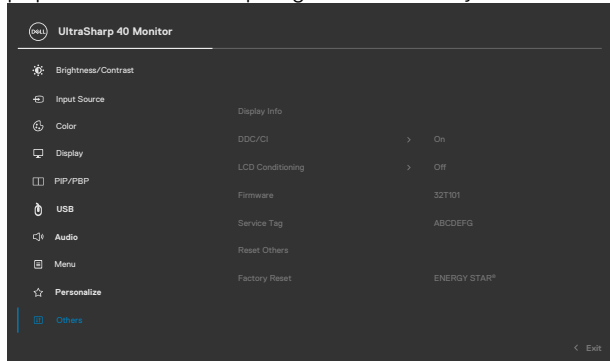 DELL UltraSharp 40 Monitor
Brightness/Contrast
Input Source
Color
Display
PIP/PBP
USB
Audio
Menu
Personalize
Others
Display Info
DDC/CI > On
LCD Conditioning > Off
Firmware 32T101
Service Tag ABCDEFG
Reset Others
Factory Reset ENERGY STAR®
< Exit